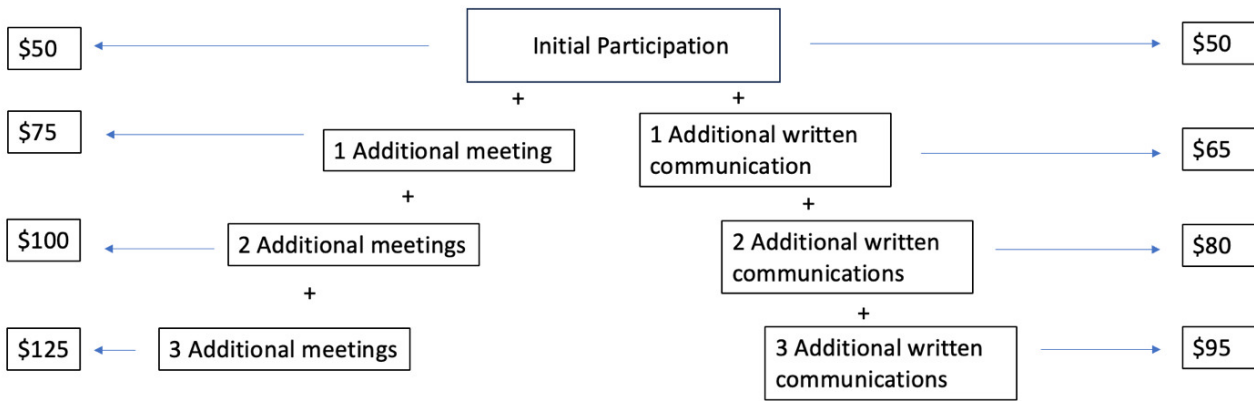 $50
Initial Participation
$50
+
+
$75
1 Additional meeting
1 Additional written
communication
$65
+
+
$100
2 Additional meetings
2 Additional written
communications
$80
+
+
$125
3 Additional meetings
3 Additional written
communications
$95